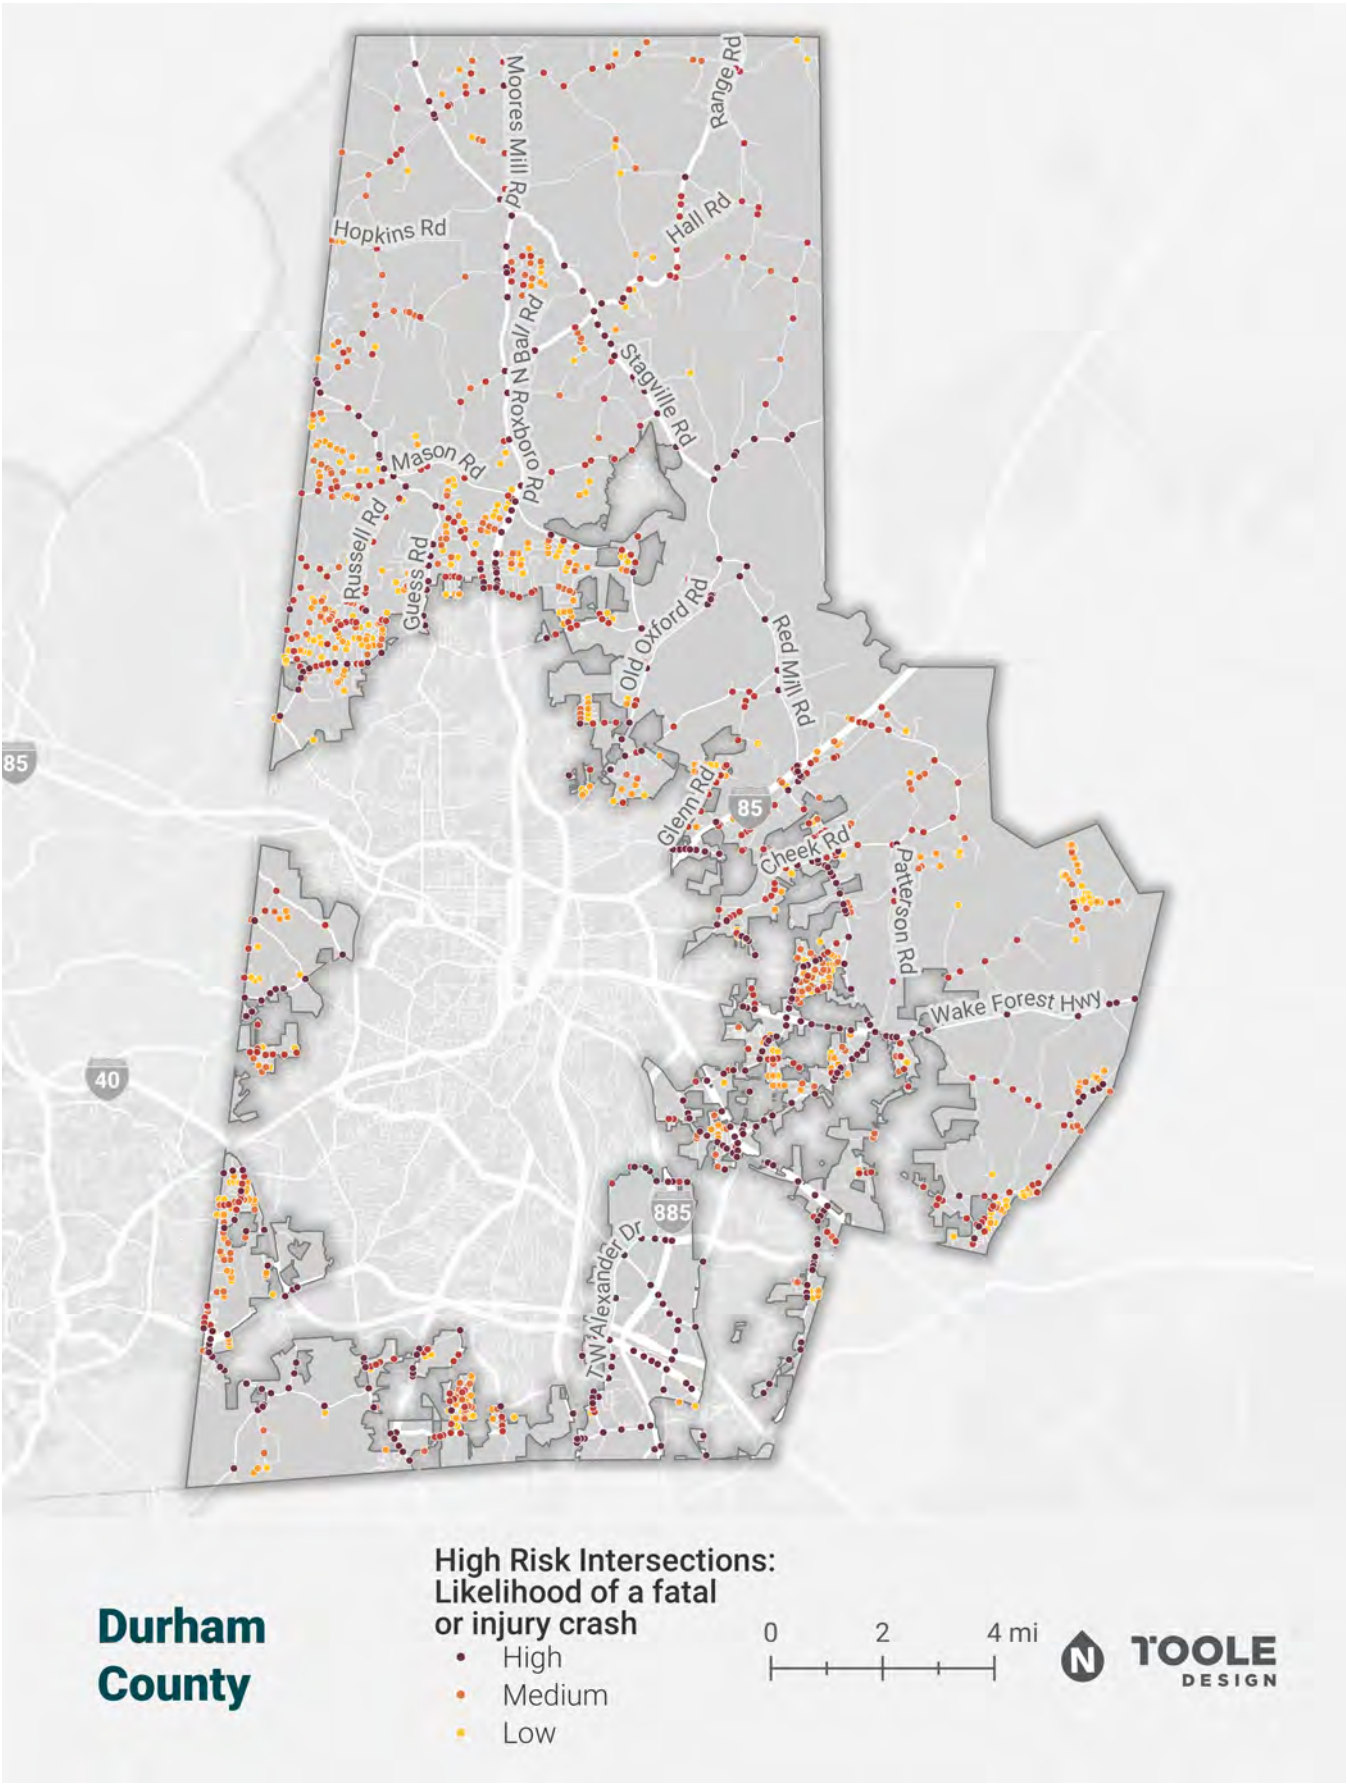 Moores Mill Rd
Range Rd
Hopkins Rd
Hall Rd
Ball Rd
N Roxboro Rd
Stagville Rd
Mason Rd
Russell Rd
Guess Rd
Old Oxford Rd
Red Mill Rd
85
Glenn Rd
85
Cheek Rd
Patterson Rd
Wake Forest Hwy
40
885
T W Alexander Dr
High Risk Intersections:
Likelihood of a fatal
or injury crash
High
Medium
Low
Durham
County
0 2 4 mi
N
TOOLE
DESIGN